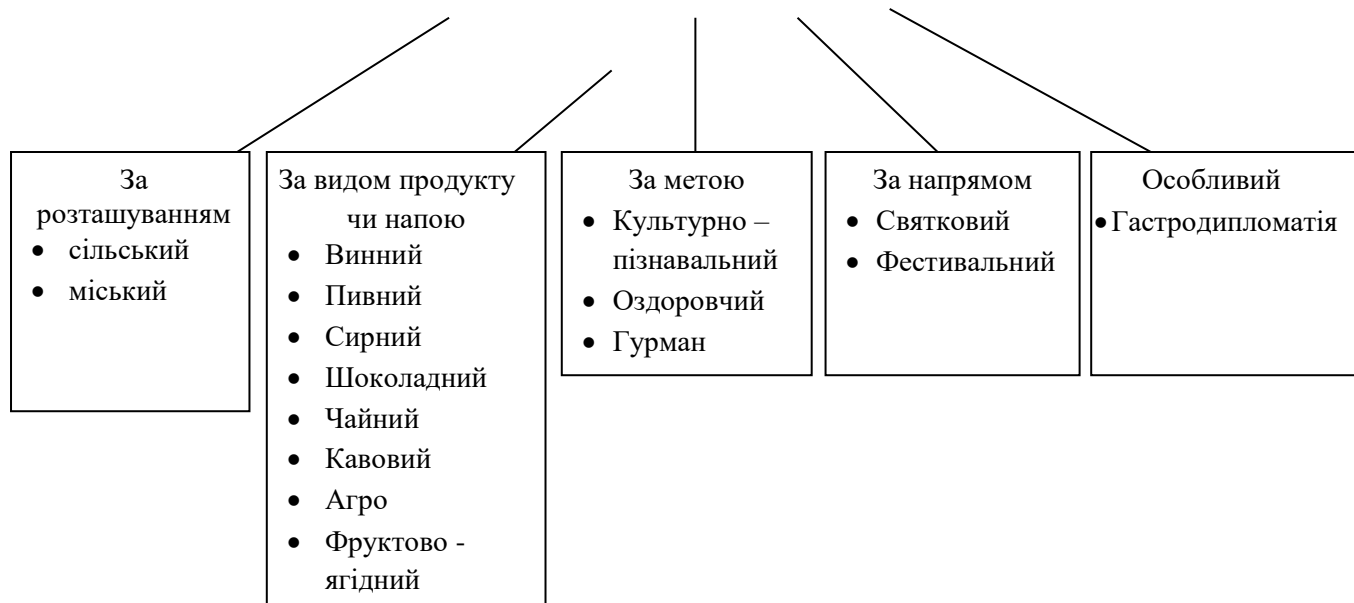 За
розташуванням
• сільський
• міський
За видом продукту
чи напою
• Винний
• Пивний
• Сирний
• Шоколадний
• Чайний
• Кавовий
• Агро
• Фруктово -
ягідний
За метою
• Культурно –
пізнавальний
• Оздоровчий
• Гурман
За напрямом
• Святковий
• Фестивальний
Особливий
• Гастродипломатія